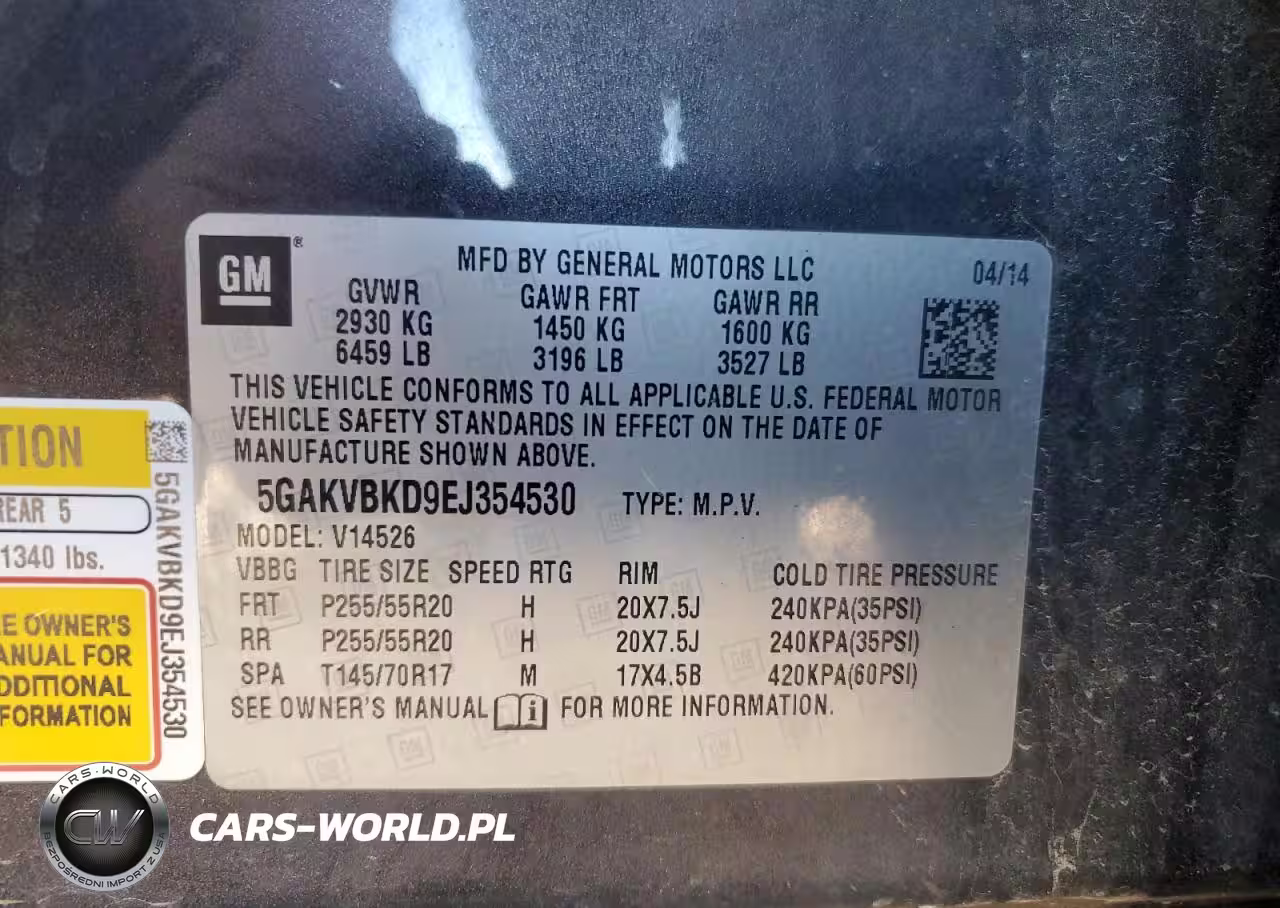 GM®
MFD BY GENERAL MOTORS LLC 04/14
GVWR GAWR FRT GAWR RR
2930 KG 1450 KG 1600 KG
6459 LB 3196 LB 3527 LB
THIS VEHICLE CONFORMS TO ALL APPLICABLE U.S. FEDERAL MOTOR
VEHICLE SAFETY STANDARDS IN EFFECT ON THE DATE OF
MANUFACTURE SHOWN ABOVE.
5GAKVBKD9EJ354530 TYPE: M.P.V.
MODEL: V14526
VBBG TIRE SIZE SPEED RTG RIM COLD TIRE PRESSURE
FRT P255/55R20 H 20X7.5J 240KPA(35PSI)
RR P255/55R20 H 20X7.5J 240KPA(35PSI)
SPA T145/70R17 M 17X4.5B 420KPA(60PSI)
SEE OWNER'S MANUAL i FOR MORE INFORMATION.
TION
REAR 5
1340 lbs.
E OWNER'S
ANUAL FOR
DDITIONAL
FORMATION
5GAKVBKD9EJ354530
CARS-WORLD
CW
BEZPOŚREDNI IMPORT Z USA
CARS-WORLD.PL